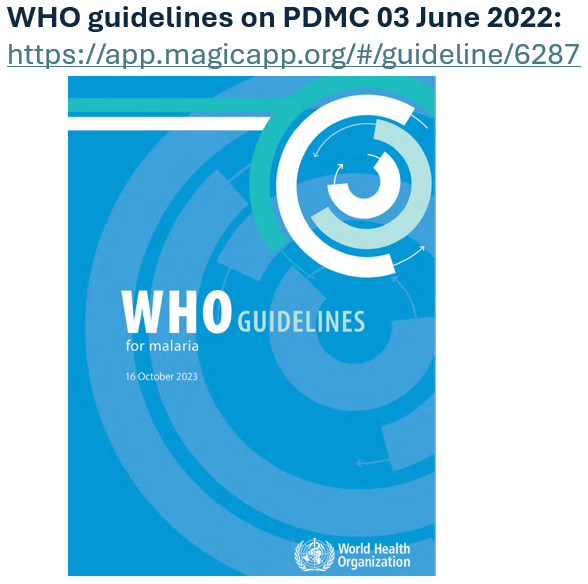 WHO guidelines on PDMC 03 June 2022:
https://app.magicapp.org/#/guideline/6287
WHO GUIDELINES
for malaria
16 October 2023
World Health
Organization